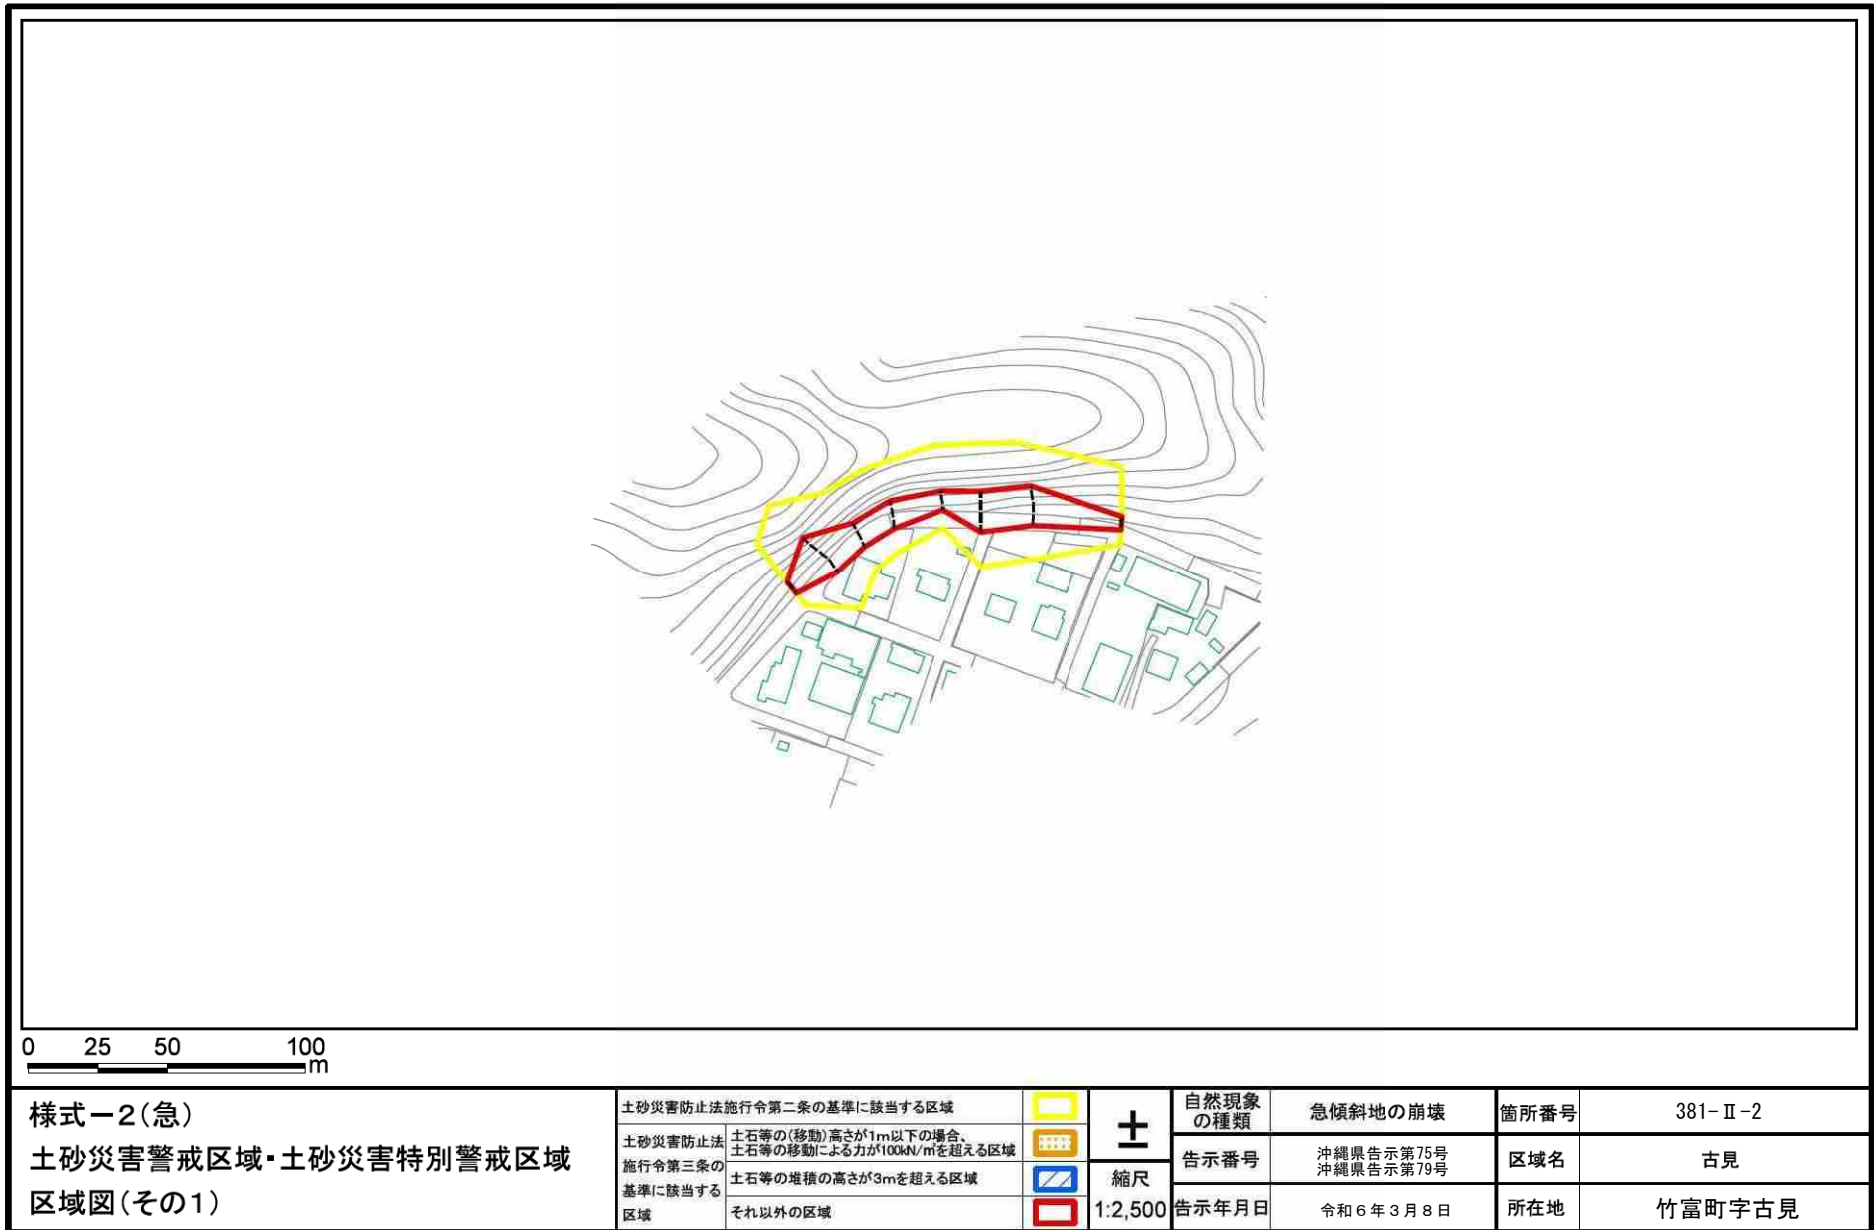 0 25 50 100
m
様式－2(急)
土砂災害警戒区域・土砂災害特別警戒区域
区域図(その1)
土砂災害防止法施行令第二条の基準に該当する区域
土砂災害防止法
施行令第三条の
基準に該当する
区域
土石等の(移動)高さが1m以下の場合、
土石等の移動による力が100kN/㎡を超える区域
土石等の堆積の高さが3mを超える区域
それ以外の区域
縮尺
1:2,500
自然現象
の種類
急傾斜地の崩壊
箇所番号
381-Ⅱ-2
告示番号
沖縄県告示第75号
沖縄県告示第79号
区域名
古見
告示年月日
令和6年3月8日
所在地
竹富町字古見